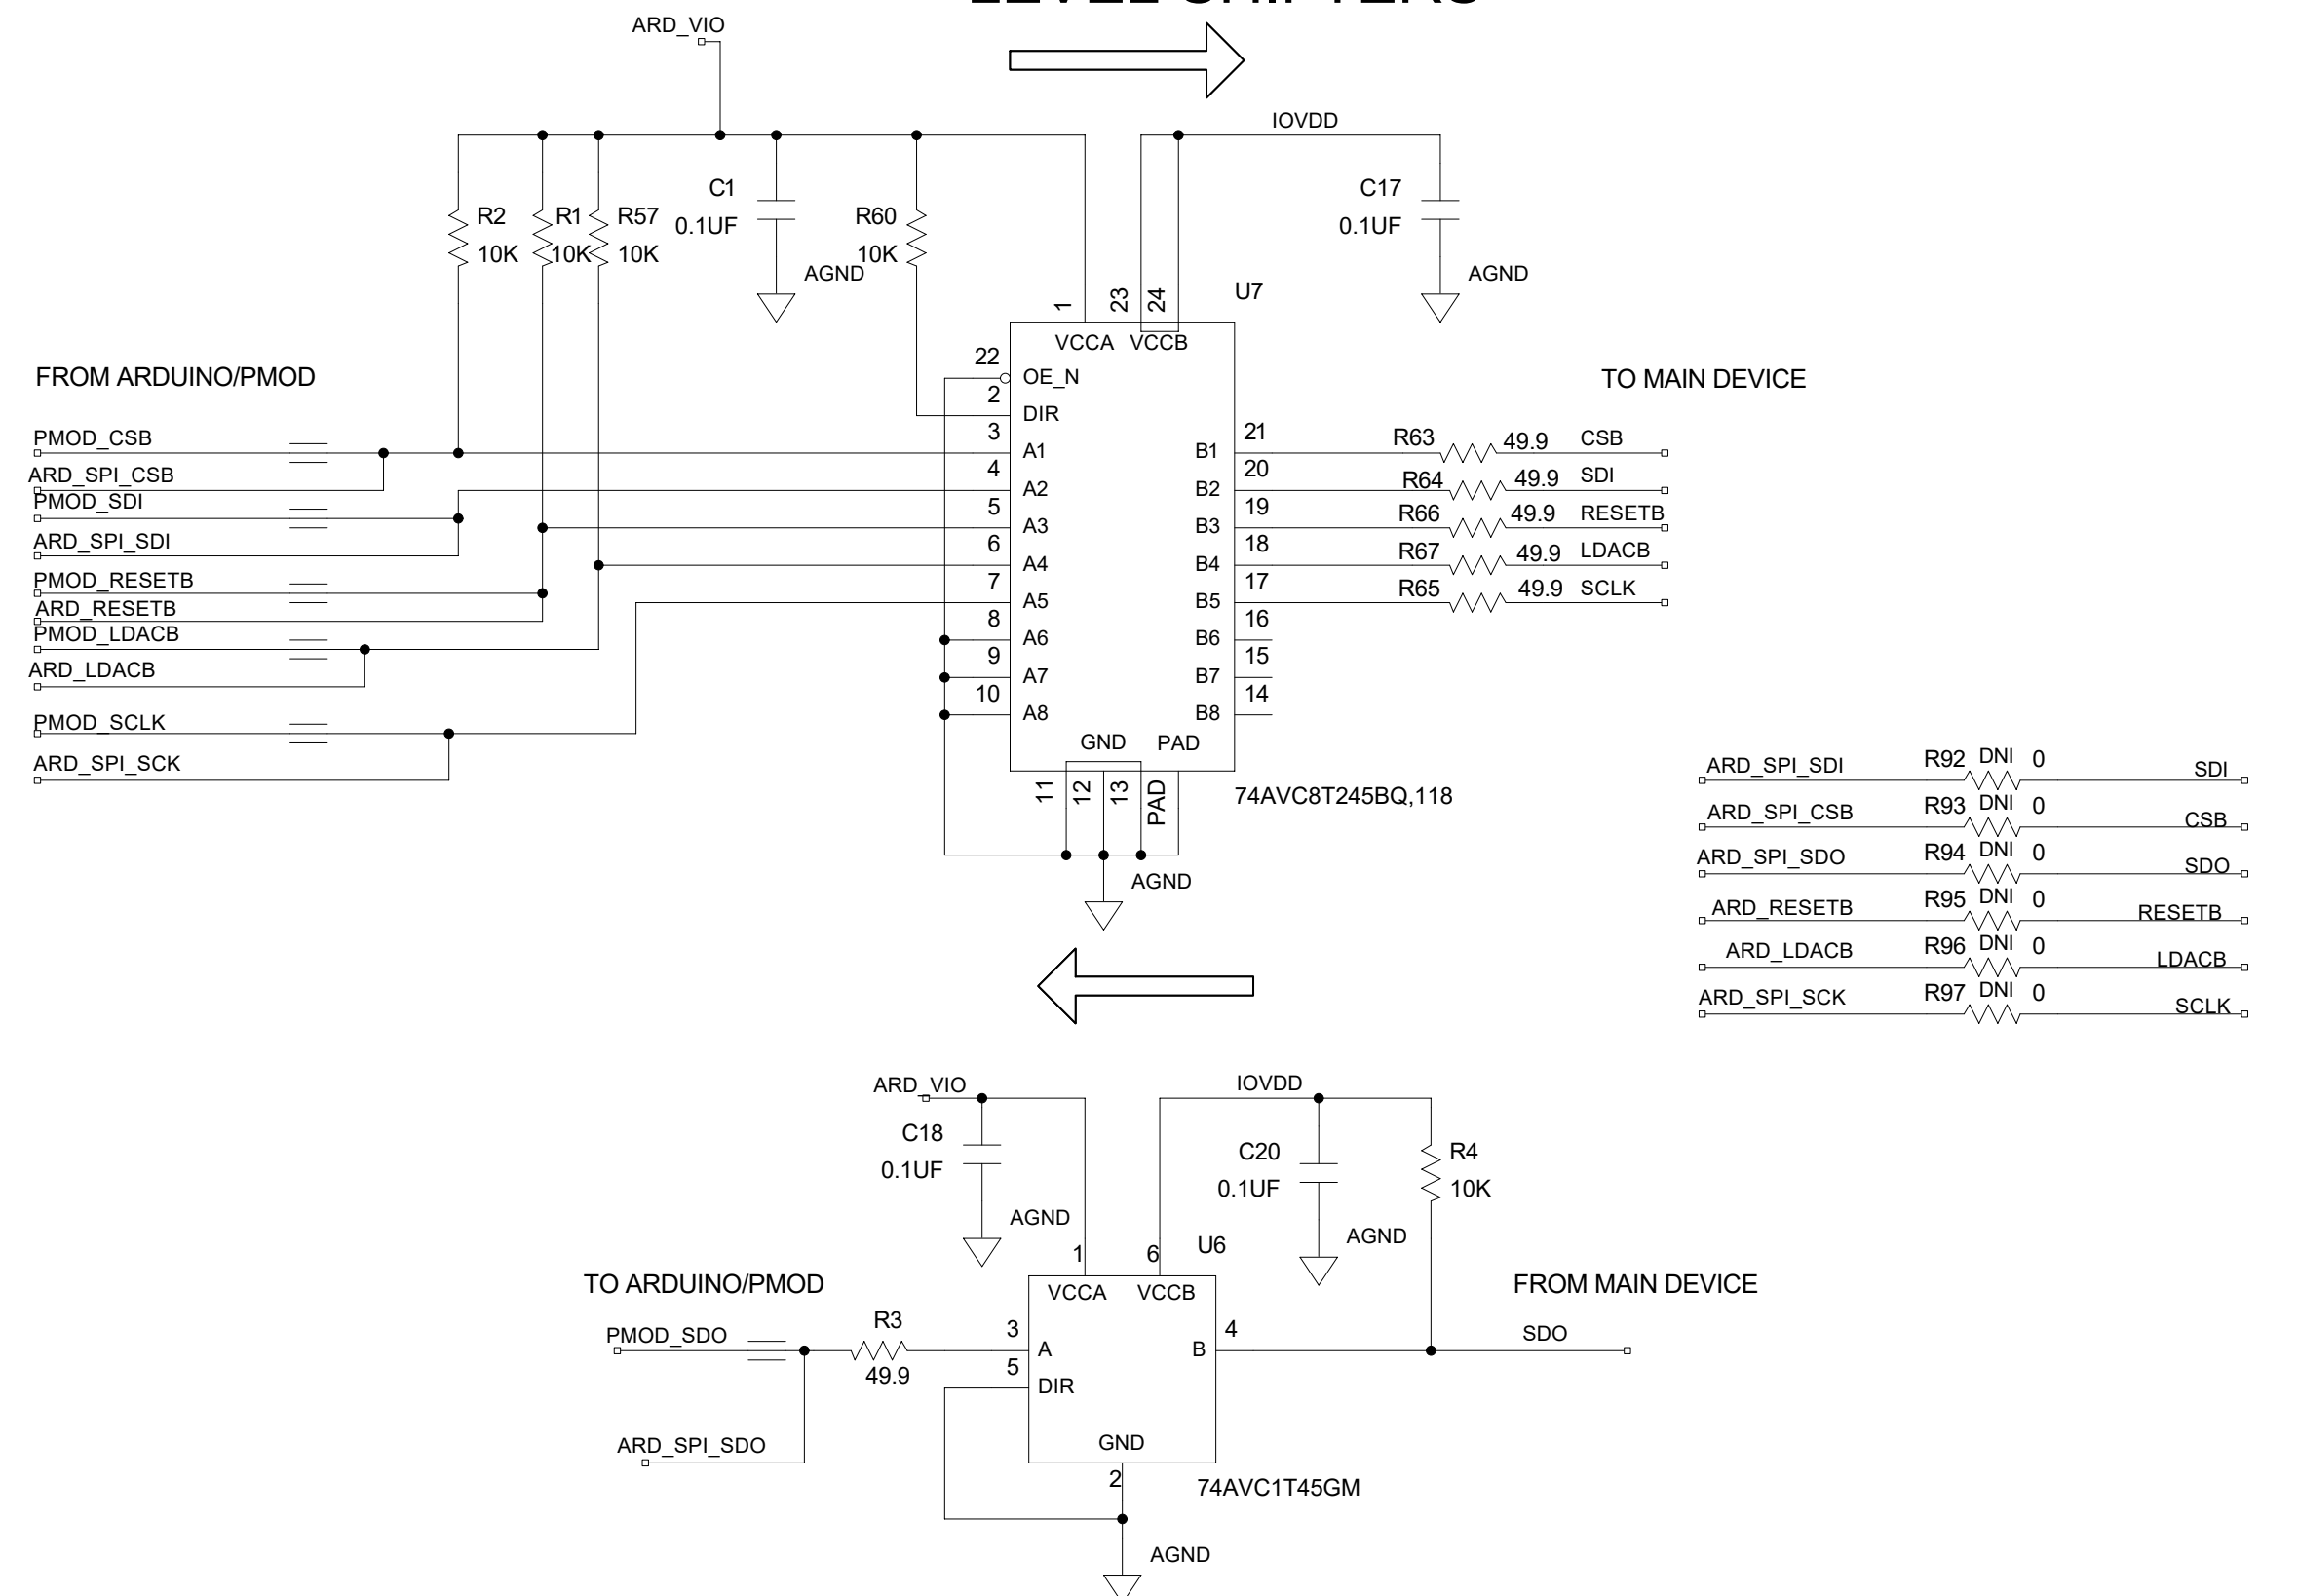 LEVEL SHIFTERS
ARD_VIO
IOVDD
C1
0.1UF
C17
0.1UF
R2
10K
R1
10K
R57
10K
R60
10K
AGND
AGND
U7
1
23
24
VCCA
VCCB
FROM ARDUINO/PMOD
TO MAIN DEVICE
22
OE_N
2
DIR
PMOD_CSB
3
A1
B1
21
R63
49.9
CSB
ARD_SPI_CSB
4
A2
B2
20
R64
49.9
SDI
PMOD_SDI
5
A3
B3
19
R66
49.9
RESETB
ARD_SPI_SDI
6
A4
B4
18
R67
49.9
LDACB
PMOD_RESETB
7
A5
B5
17
R65
49.9
SCLK
ARD_RESETB
8
A6
B6
16
PMOD_LDACB
9
A7
B7
15
ARD_LDACB
10
A8
B8
14
PMOD_SCLK
GND
PAD
ARD_SPI_SCK
11
12
13
PAD
74AVC8T245BQ,118
AGND
ARD_SPI_SDI
R92
DNI
0
SDI
ARD_SPI_CSB
R93
DNI
0
CSB
ARD_SPI_SDO
R94
DNI
0
SDO
ARD_RESETB
R95
DNI
0
RESETB
ARD_LDACB
R96
DNI
0
LDACB
ARD_SPI_SCK
R97
DNI
0
SCLK
ARD_VIO
IOVDD
C18
0.1UF
C20
0.1UF
R4
10K
AGND
AGND
1
6
U6
VCCA
VCCB
TO ARDUINO/PMOD
FROM MAIN DEVICE
PMOD_SDO
R3
49.9
3
A
B
4
SDO
5
DIR
ARD_SPI_SDO
GND
2
74AVC1T45GM
AGND